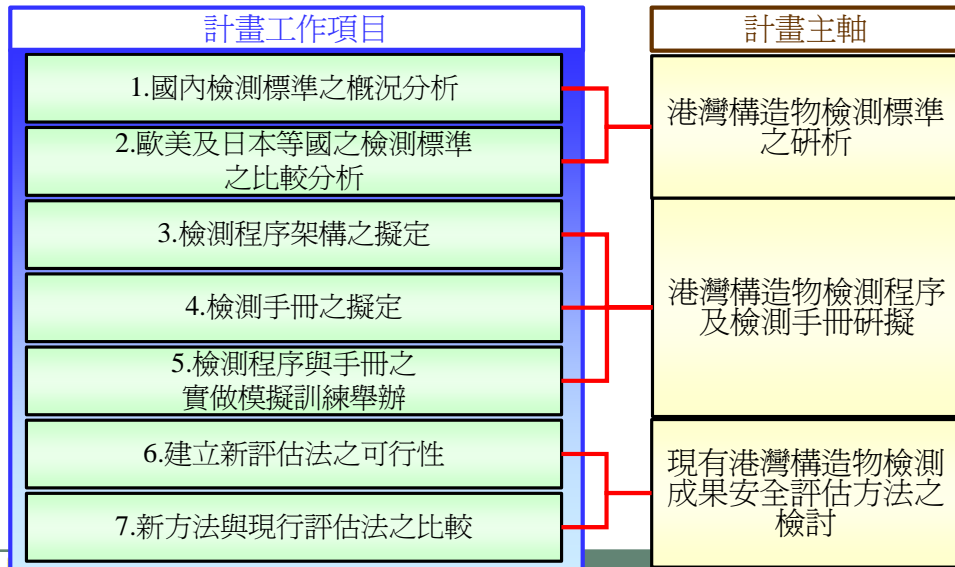 計畫工作項目
1.國內檢測標準之概況分析
2.歐美及日本等國之檢測標準
之比較分析
3.檢測程序架構之擬定
4.檢測手冊之擬定
5.檢測程序與手冊之
實做模擬訓練舉辦
6.建立新評估法之可行性
7.新方法與現行評估法之比較
計畫主軸
港灣構造物檢測標準
之研析
港灣構造物檢測程序
及檢測手冊研擬
現有港灣構造物檢測
成果安全評估方法之
檢討